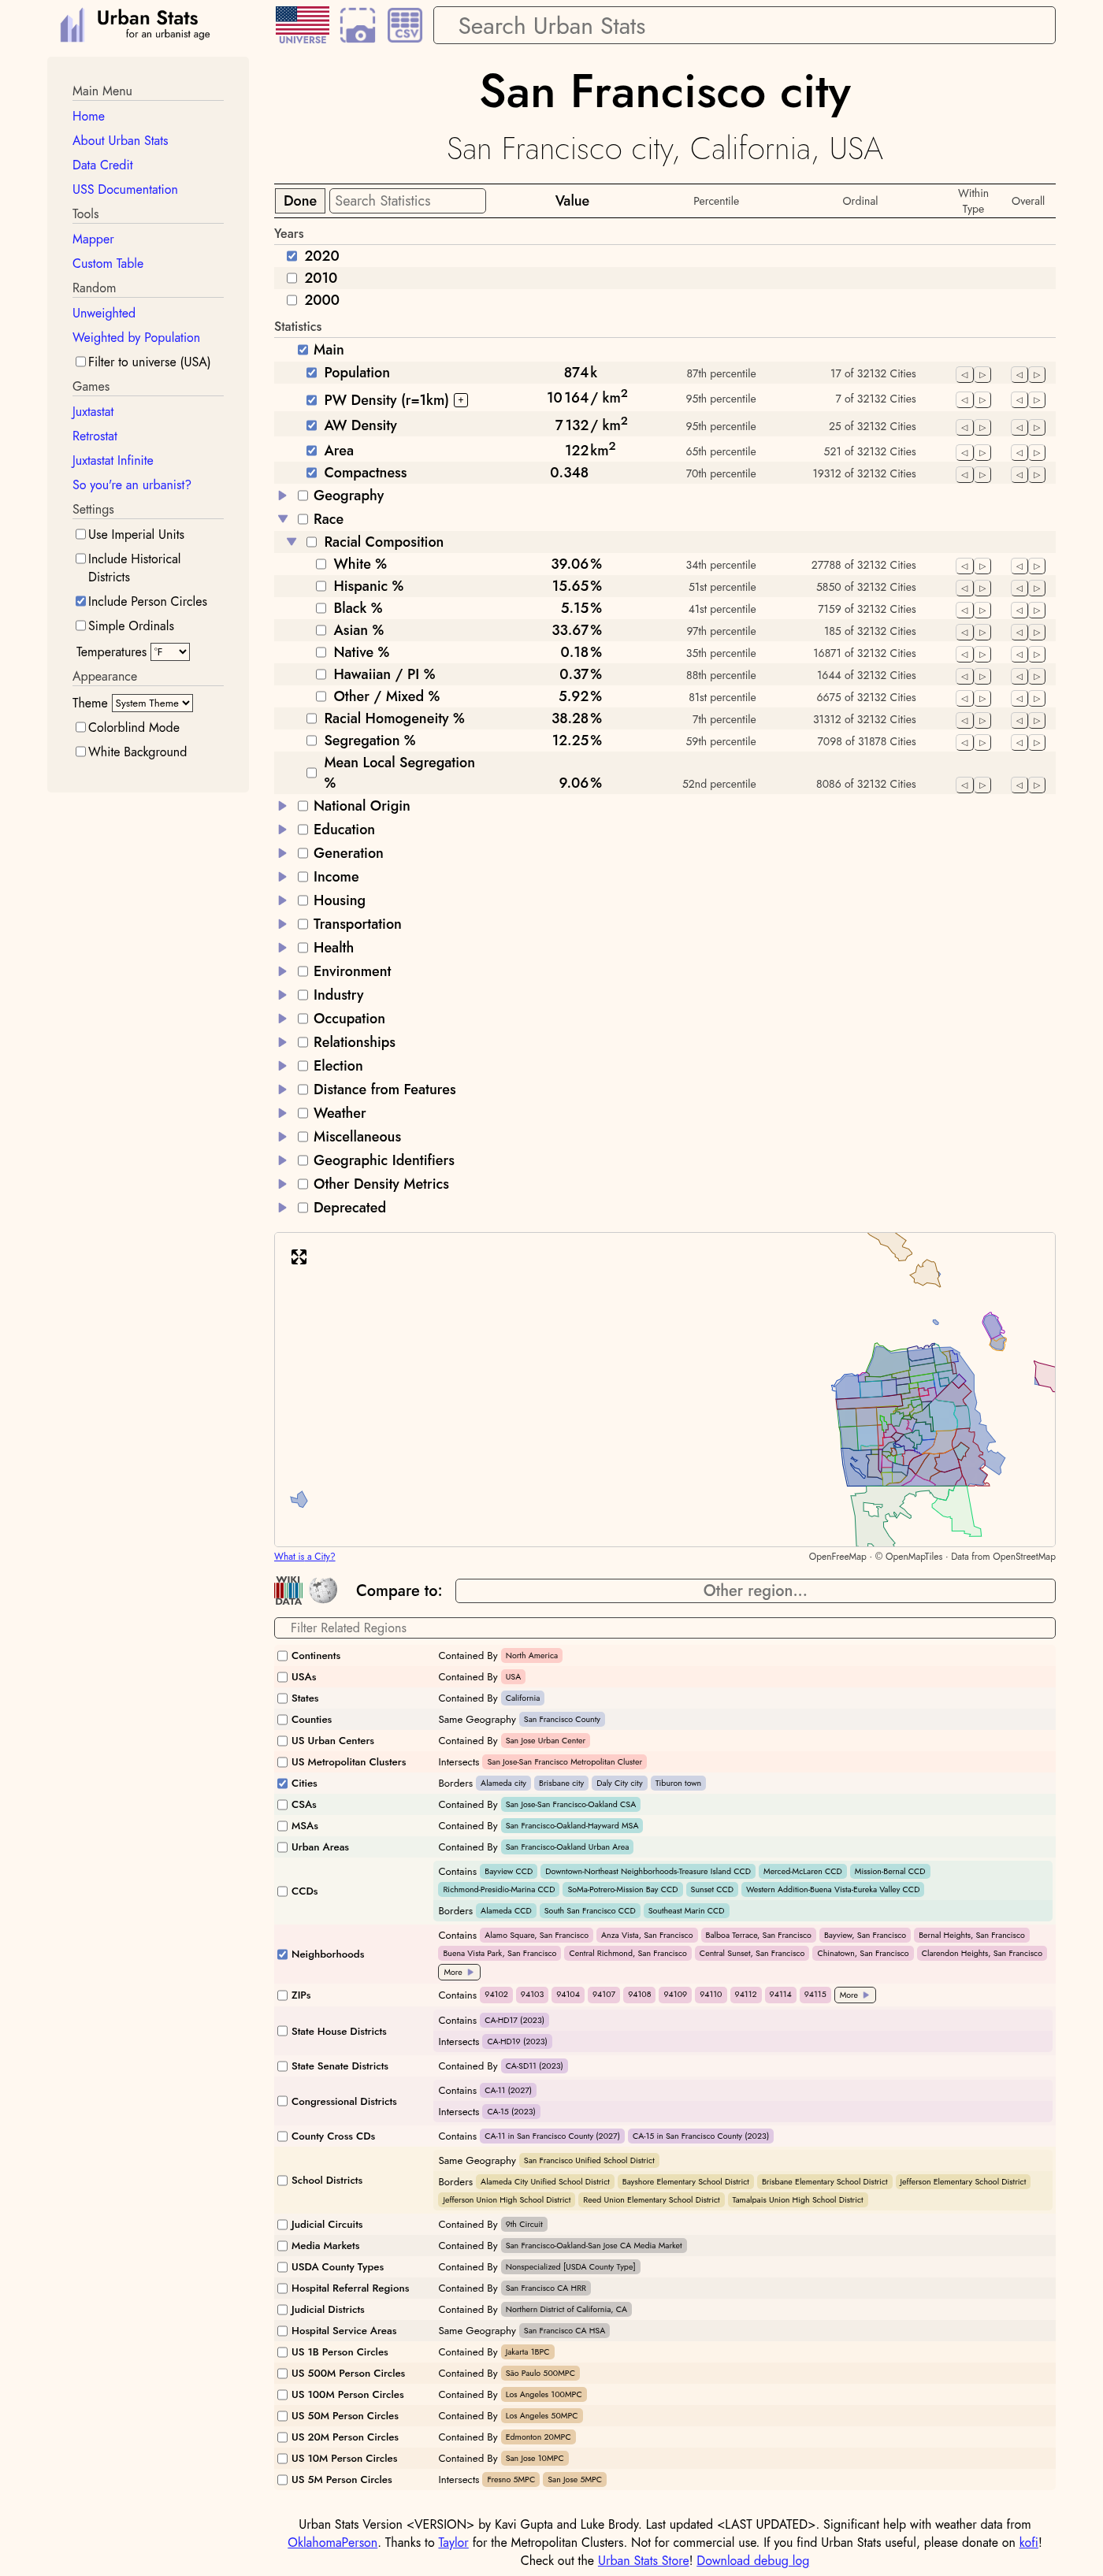 Urban Stats
for an urbanist age
UNIVERSE
CSV
Search Urban Stats
Main Menu
Home
About Urban Stats
Data Credit
USS Documentation
Tools
Mapper
Custom Table
Random
Unweighted
Weighted by Population
Filter to universe (USA)
Games
Juxtastat
Retrostat
Juxtastat Infinite
So you're an urbanist?
Settings
Use Imperial Units
Include Historical
Districts
Include Person Circles
Simple Ordinals
Temperatures °F
Appearance
Theme System Theme
Colorblind Mode
White Background
San Francisco city
San Francisco city, California, USA
Done Search Statistics Value Percentile Ordinal Within Type Overall
Years
2020
2010
2000
Statistics
Main
Population 874k 87th percentile 17 of 32132 Cities
PW Density (r=1km) + 10 164/ km2 95th percentile 7 of 32132 Cities
AW Density 7 132/ km2 95th percentile 25 of 32132 Cities
Area 122km2 65th percentile 521 of 32132 Cities
Compactness 0.348 70th percentile 19312 of 32132 Cities
Geography
Race
Racial Composition
White % 39.06% 34th percentile 27788 of 32132 Cities
Hispanic % 15.65% 51st percentile 5850 of 32132 Cities
Black % 5.15% 41st percentile 7159 of 32132 Cities
Asian % 33.67% 97th percentile 185 of 32132 Cities
Native % 0.18% 35th percentile 16871 of 32132 Cities
Hawaiian / PI % 0.37% 88th percentile 1644 of 32132 Cities
Other / Mixed % 5.92% 81st percentile 6675 of 32132 Cities
Racial Homogeneity % 38.28% 7th percentile 31312 of 32132 Cities
Segregation % 12.25% 59th percentile 7098 of 31878 Cities
Mean Local Segregation
% 9.06% 52nd percentile 8086 of 32132 Cities
National Origin
Education
Generation
Income
Housing
Transportation
Health
Environment
Industry
Occupation
Relationships
Election
Distance from Features
Weather
Miscellaneous
Geographic Identifiers
Other Density Metrics
Deprecated
What is a City? OpenFreeMap · © OpenMapTiles · Data from OpenStreetMap
WIKI
DATA
Compare to: Other region...
Filter Related Regions
Continents Contained By North America
USAs Contained By USA
States Contained By California
Counties Same Geography San Francisco County
US Urban Centers Contained By San Jose Urban Center
US Metropolitan Clusters Intersects San Jose-San Francisco Metropolitan Cluster
Cities Borders Alameda city Brisbane city Daly City city Tiburon town
CSAs Contained By San Jose-San Francisco-Oakland CSA
MSAs Contained By San Francisco-Oakland-Hayward MSA
Urban Areas Contained By San Francisco-Oakland Urban Area
CCDs
Contains Bayview CCD Downtown-Northeast Neighborhoods-Treasure Island CCD Merced-McLaren CCD Mission-Bernal CCD
Richmond-Presidio-Marina CCD SoMa-Potrero-Mission Bay CCD Sunset CCD Western Addition-Buena Vista-Eureka Valley CCD
Borders Alameda CCD South San Francisco CCD Southeast Marin CCD
Neighborhoods
Contains Alamo Square, San Francisco Anza Vista, San Francisco Balboa Terrace, San Francisco Bayview, San Francisco Bernal Heights, San Francisco
Buena Vista Park, San Francisco Central Richmond, San Francisco Central Sunset, San Francisco Chinatown, San Francisco Clarendon Heights, San Francisco
More
ZIPs Contains 94102 94103 94104 94107 94108 94109 94110 94112 94114 94115 More
State House Districts
Contains CA-HD17 (2023)
Intersects CA-HD19 (2023)
State Senate Districts Contained By CA-SD11 (2023)
Congressional Districts
Contains CA-11 (2027)
Intersects CA-15 (2023)
County Cross CDs Contains CA-11 in San Francisco County (2027) CA-15 in San Francisco County (2023)
School Districts
Same Geography San Francisco Unified School District
Borders Alameda City Unified School District Bayshore Elementary School District Brisbane Elementary School District Jefferson Elementary School District
Jefferson Union High School District Reed Union Elementary School District Tamalpais Union High School District
Judicial Circuits Contained By 9th Circuit
Media Markets Contained By San Francisco-Oakland-San Jose CA Media Market
USDA County Types Contained By Nonspecialized [USDA County Type]
Hospital Referral Regions Contained By San Francisco CA HRR
Judicial Districts Contained By Northern District of California, CA
Hospital Service Areas Same Geography San Francisco CA HSA
US 1B Person Circles Contained By Jakarta 1BPC
US 500M Person Circles Contained By São Paulo 500MPC
US 100M Person Circles Contained By Los Angeles 100MPC
US 50M Person Circles Contained By Los Angeles 50MPC
US 20M Person Circles Contained By Edmonton 20MPC
US 10M Person Circles Contained By San Jose 10MPC
US 5M Person Circles Intersects Fresno 5MPC San Jose 5MPC
Urban Stats Version <VERSION> by Kavi Gupta and Luke Brody. Last updated <LAST UPDATED>. Significant help with weather data from
OklahomaPerson. Thanks to Taylor for the Metropolitan Clusters. Not for commercial use. If you find Urban Stats useful, please donate on kofi!
Check out the Urban Stats Store! Download debug log